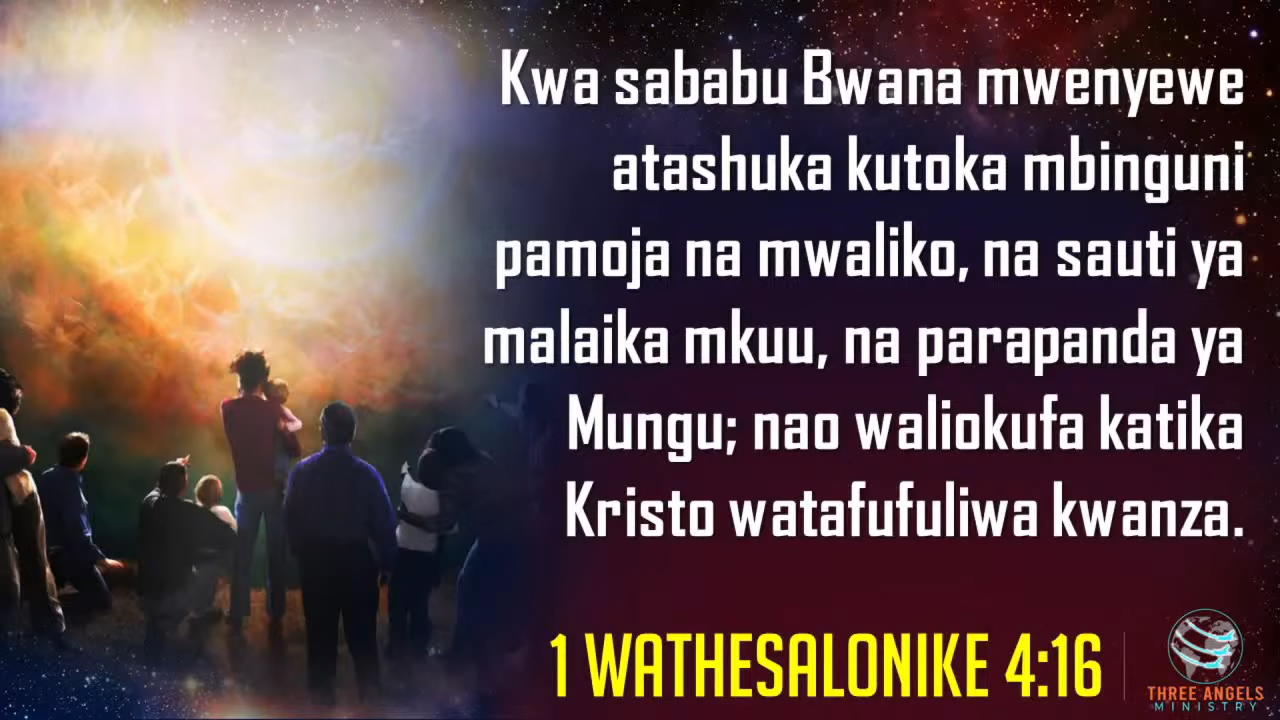 Kwa sababu Bwana mwenyewe
atashuka kutoka mbinguni
pamoja na mwaliko, na sauti ya
malaika mkuu, na parapanda ya
Mungu; nao waliokufa katika
Kristo watafufuliwa kwanza.
1 WATHESALONIKE 4:16
THREE ANGELS
MINISTRY